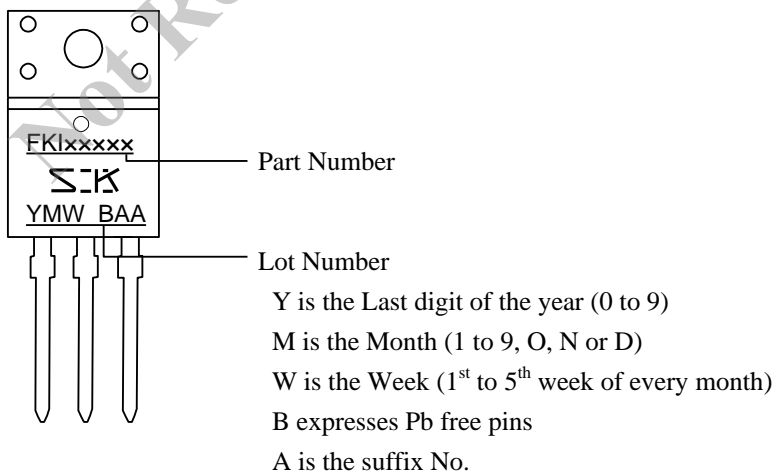 Not R
FKIxxxxx
SK
YMW BAA
Part Number
Lot Number
Y is the Last digit of the year (0 to 9)
M is the Month (1 to 9, O, N or D)
W is the Week (1st to 5th week of every month)
B expresses Pb free pins
A is the suffix No.